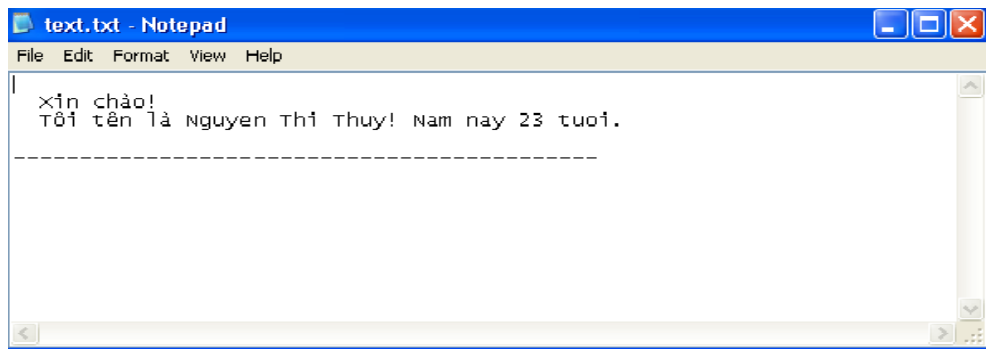 text.txt - Notepad
File Edit Format View Help
Xin chào!
Tôi tên là Nguyen Thi Thuy! Nam nay 23 tuoi.
---------------------------------------------